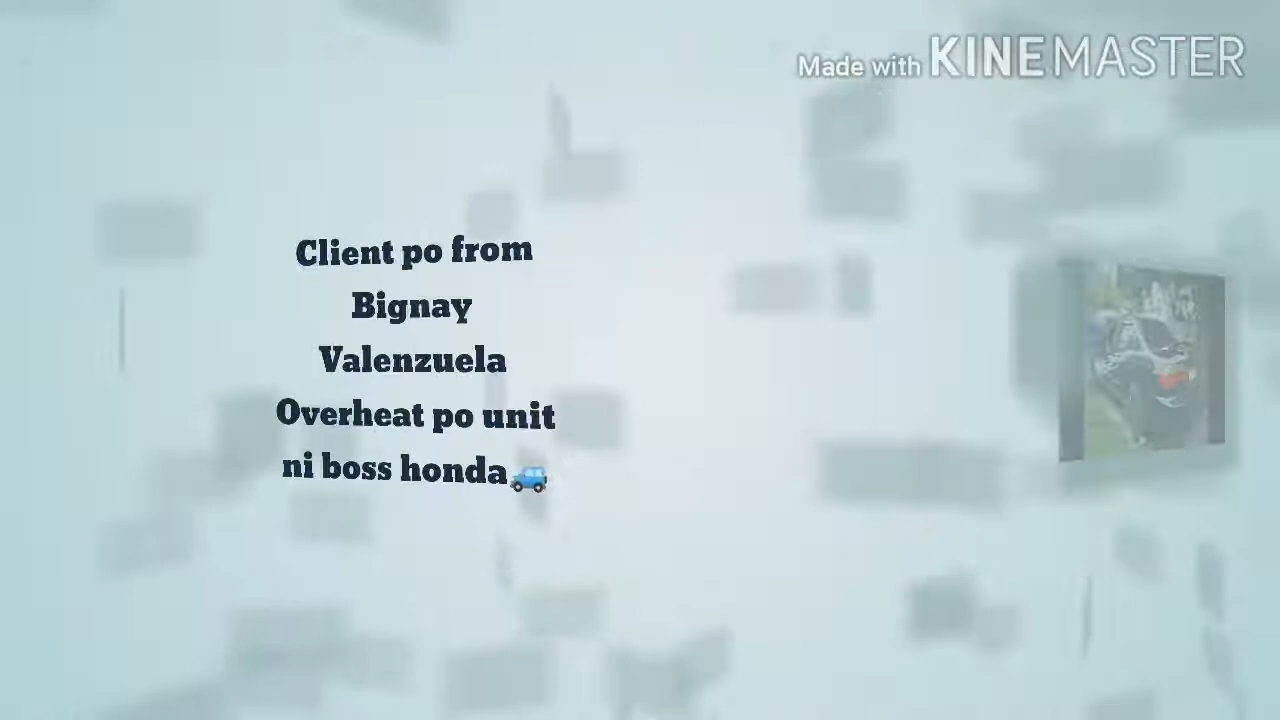 Made with KINEMASTER
Client po from
Bignay
Valenzuela
Overheat po unit
ni boss honda🚙